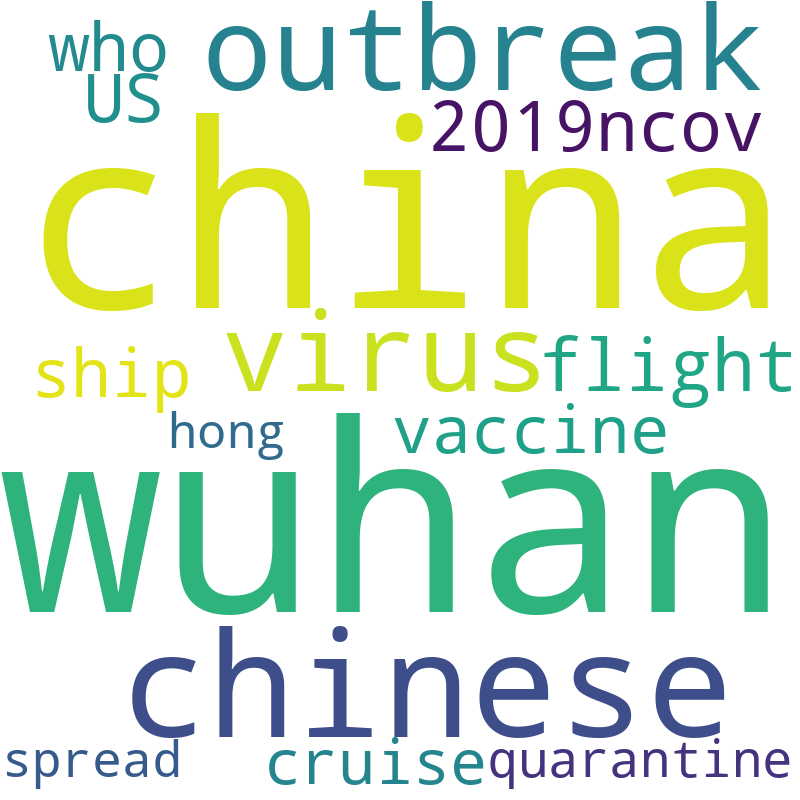 who outbreak
US 2019ncov
china
virus
ship flight
hong vaccine
wuhan
chinese
spread cruise quarantine